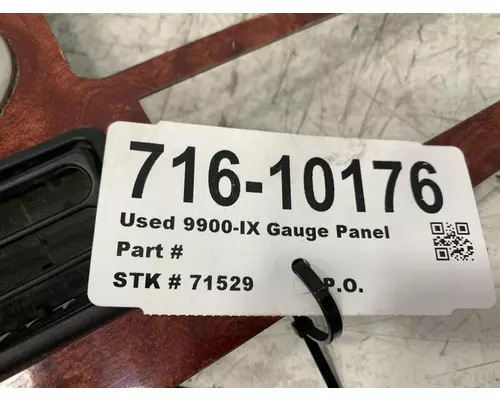 716-10176
Used 9900-IX Gauge Panel
Part #
STK # 71529 P.O.